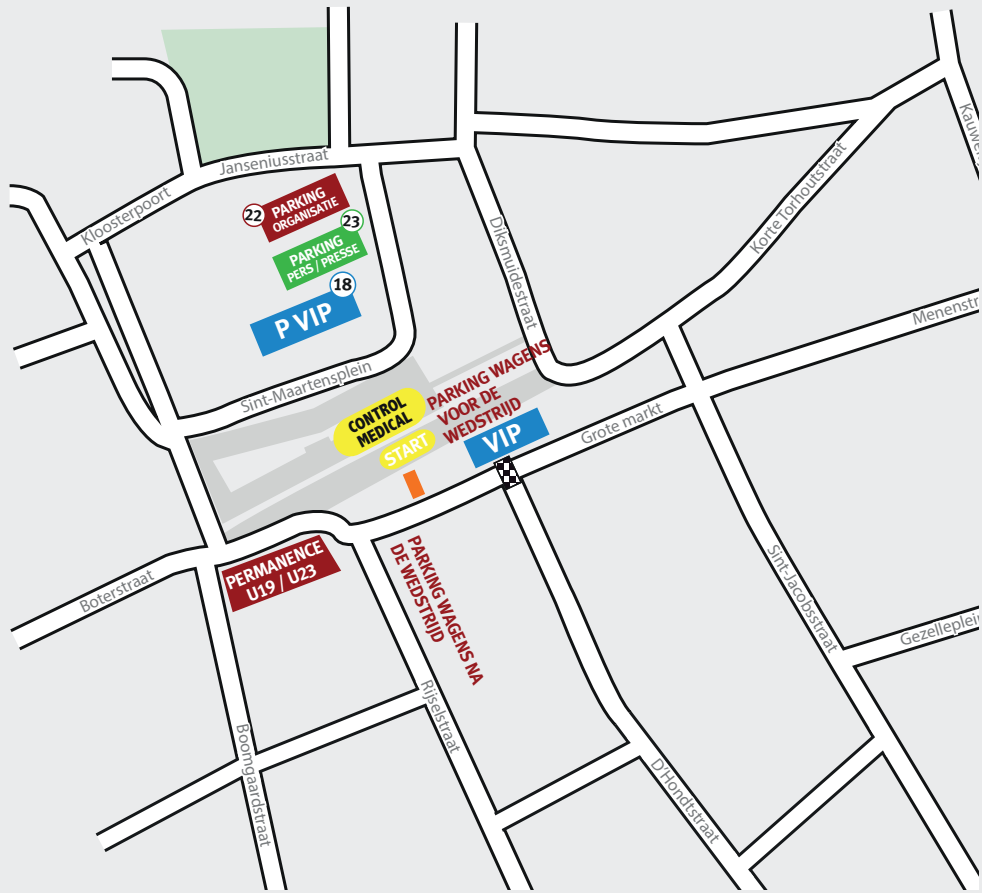 Kauwe
Janseniusstraat
Kloosterpoort
22
PARKING
ORGANISATIE
23
PARKING
PERS / PRESSE
18
P VIP
Diksmuidestraat
Korte Torhoutstraat
Menenstr
Sint-Maartensplein
CONTROL
MEDICAL
PARKING WAGENS
VOOR DE
WEDSTRIJD
START
VIP
Grote markt
Boterstraat
PERMANENCE
U19 / U23
PARKING WAGENS NA
DE WEDSTRIJD
Sint-Jacobsstraat
Gezelleplein
Rijselstraat
Boomgaardstraat
D'Hondtstraat